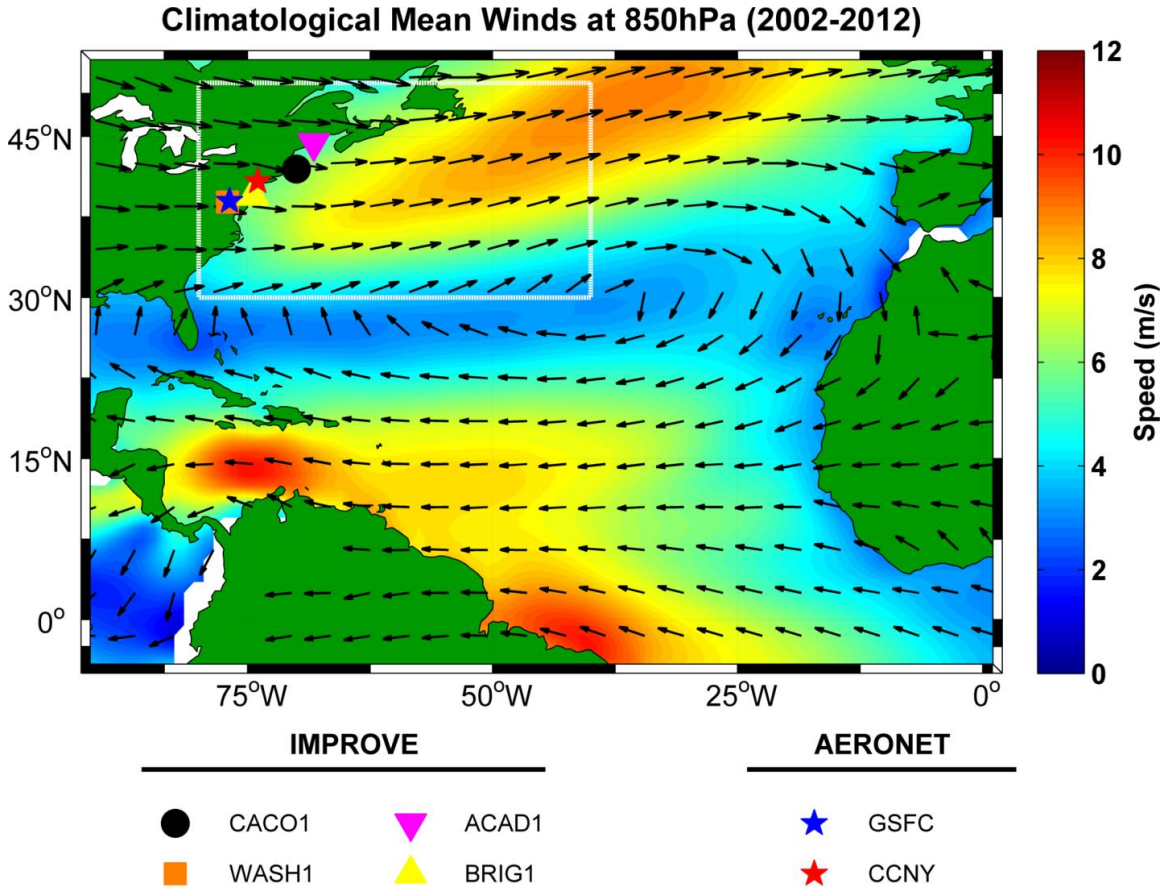 Climatological Mean Winds at 850hPa (2002-2012)
12
10
8
6
4
2
0
Speed (m/s)
45°N
30°N
15°N
0°
75°W
50°W
25°W
0°
IMPROVE
AERONET
CACO1
ACAD1
GSFC
WASH1
BRIG1
CCNY